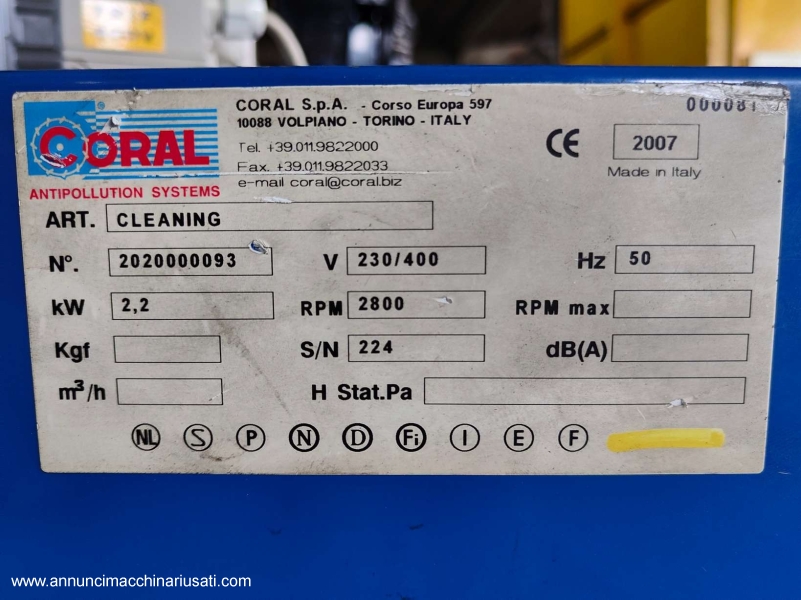 CORAL
ANTIPOLLUTION SYSTEMS
CORAL S.p.A. - Corso Europa 597
10088 VOLPIANO - TORINO - ITALY
Tel. +39.011.9822000
Fax. +39.011.9822033
e-mail coral@coral.biz
CE
2007
Made in Italy
ART. CLEANING
N°. 2020000093 V 230/400 Hz 50
kW 2,2 RPM 2800 RPM max
Kgf S/N 224 dB(A)
m³/h H Stat.Pa
NL S P N D Fi I E F
www.annuncimacchinariusati.com